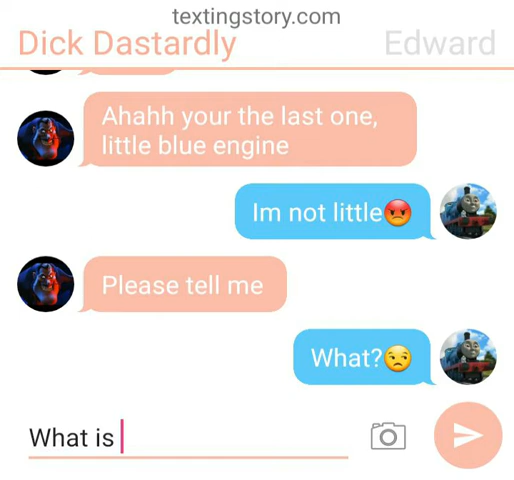 textingstory.com
Dick Dastardly
Edward
Ahahh your the last one,
little blue engine
Im not little😡
Please tell me
What?😒
What is